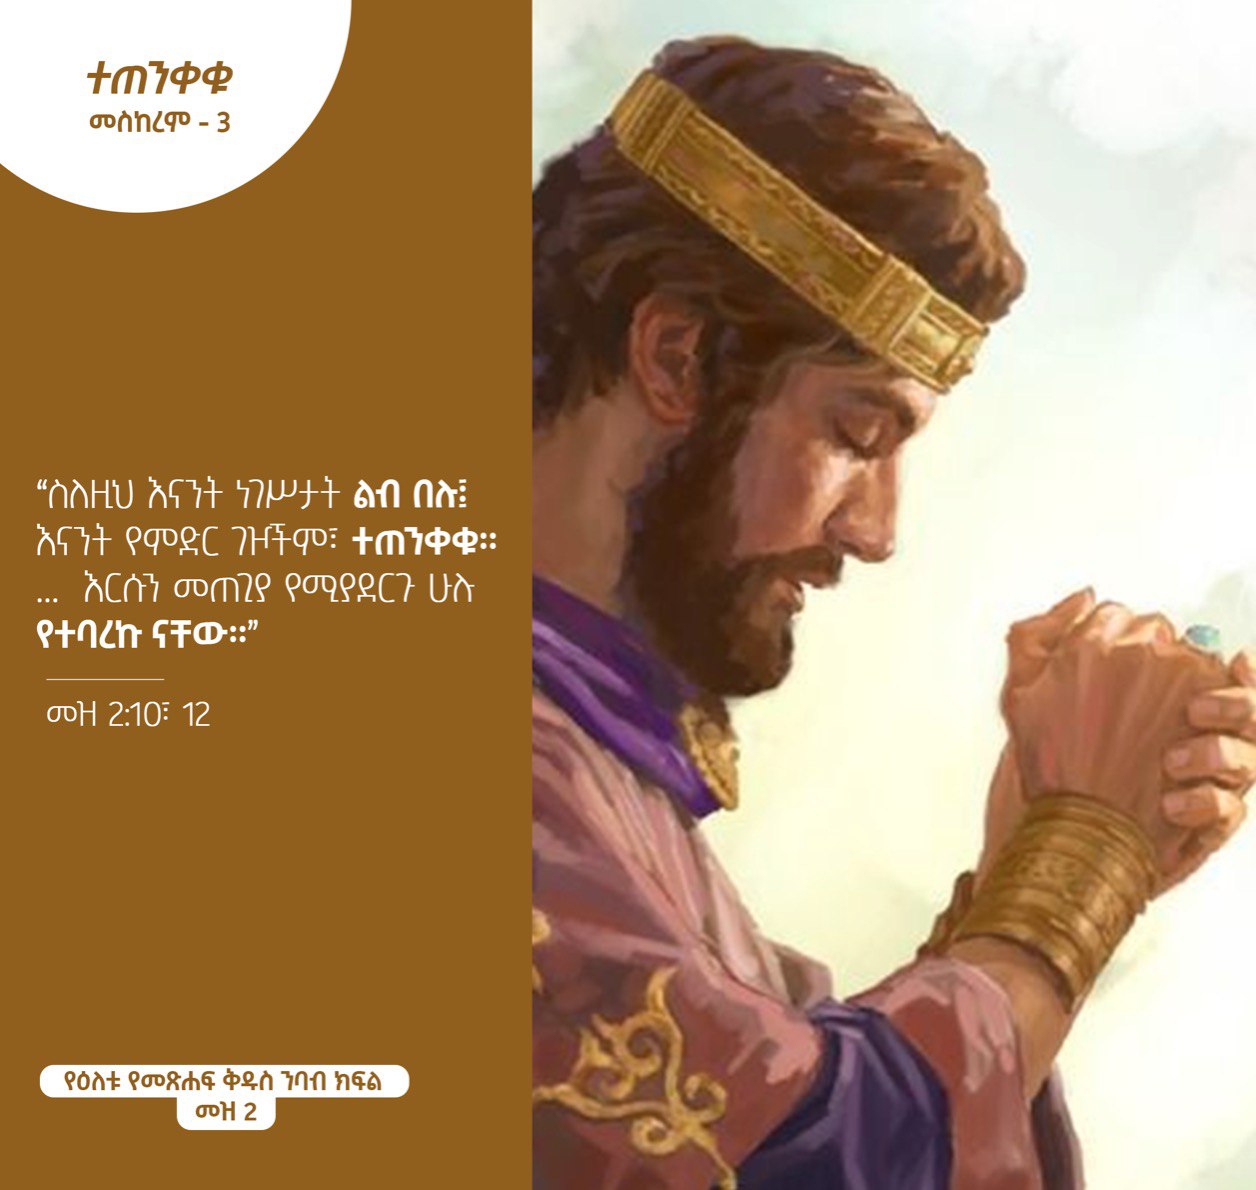 ተጠንቀቁ
መስከረም - 3
“ስለዚህ እናንት ነገሥታት ልብ በሉ፤
እናንት የምድር ገዞችም፣ ተጠንቀቁ።
... እርሱን መጠጊያ የሚያደርጉ ሁሉ
የተባረኩ ናቸው።”
መዝ 2:10፣ 12
የዕለቱ የመጽሐፍ ቅዱስ ንባብ ክፍል
መዝ 2